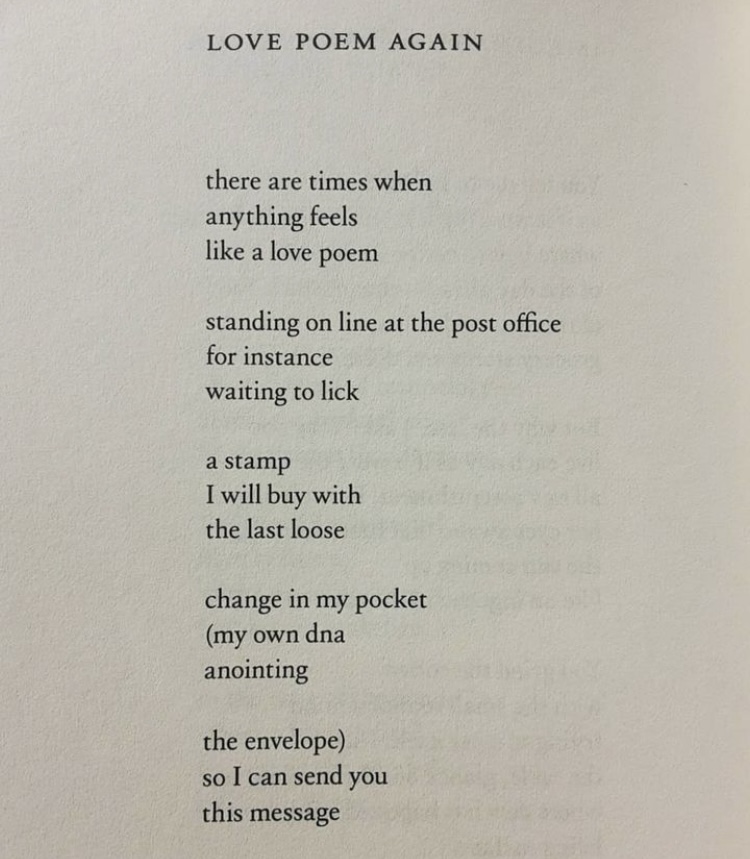 LOVE POEM AGAIN
there are times when
anything feels
like a love poem
standing on line at the post office
for instance
waiting to lick
a stamp
I will buy with
the last loose
change in my pocket
(my own dna
anointing
the envelope)
so I can send you
this message